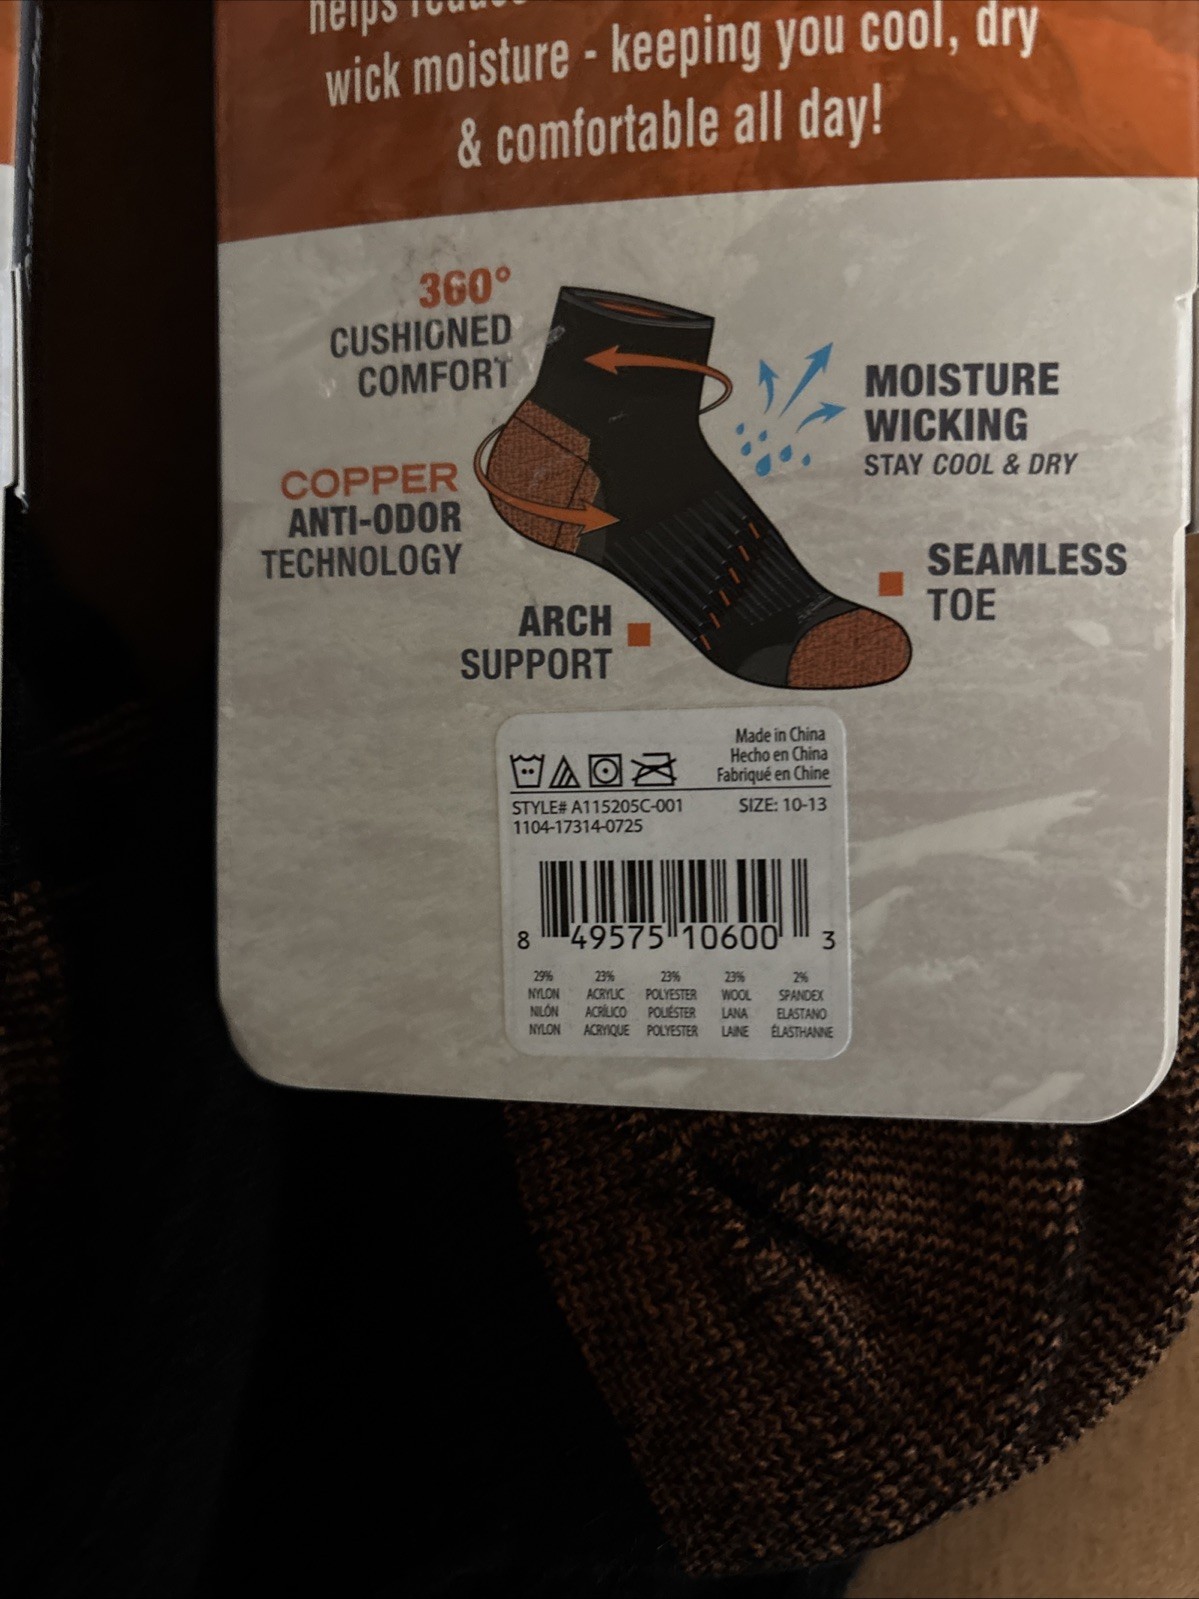 helps
wick moisture - keeping you cool, dry
& comfortable all day!
360°
CUSHIONED
COMFORT
COPPER
ANTI-ODOR
TECHNOLOGY
ARCH
SUPPORT
MOISTURE
WICKING
STAY COOL & DRY
SEAMLESS
TOE
Made in China
Hecho en China
Fabriqué en Chine
STYLE# A115205C-001 SIZE: 10-13
1104-17314-0725
8 49575 10600 3
29% 23% 23% 23% 2%
NYLON ACRYLIC POLYESTER WOOL SPANDEX
NILÓN ACRÍLICO POLIÉSTER LANA ELASTANO
NYLON ACRYIQUE POLYESTER LAINE ÉLASTHANNE